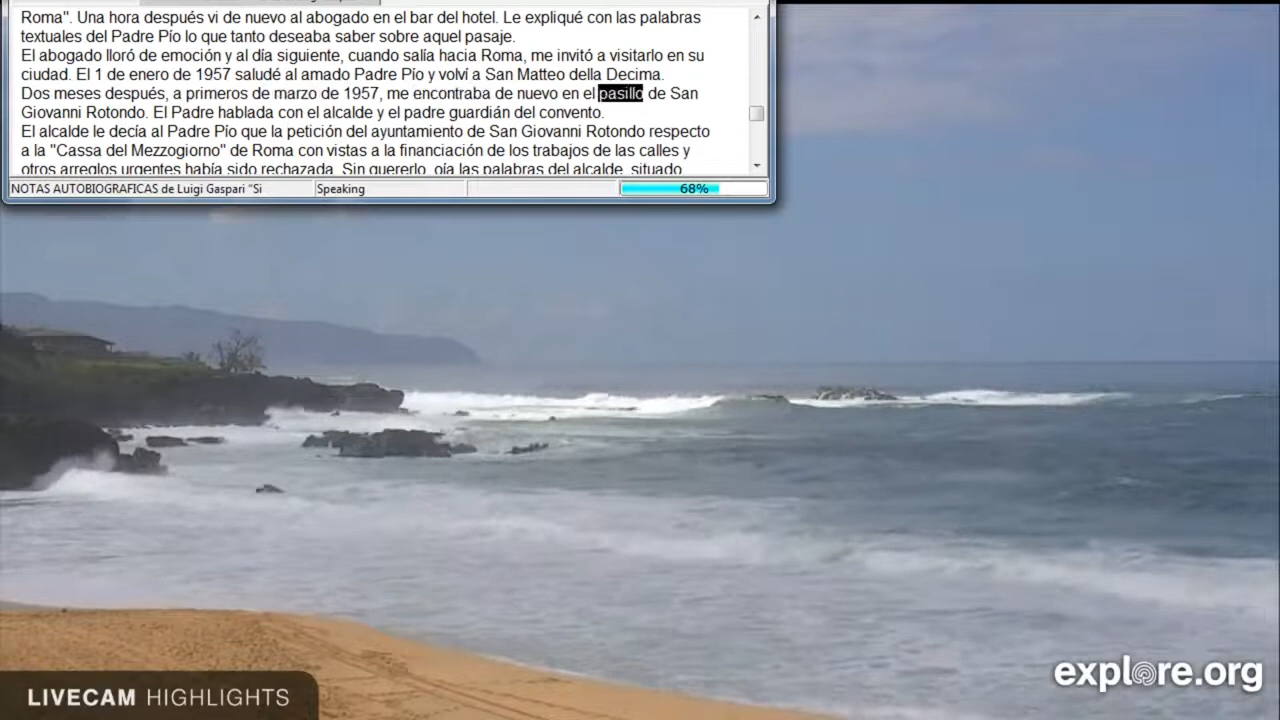 Roma". Una hora después vi de nuevo al abogado en el bar del hotel. Le expliqué con las palabras
textuales del Padre Pío lo que tanto deseaba saber sobre aquel pasaje.
El abogado lloró de emoción y al día siguiente, cuando salía hacia Roma, me invitó a visitarlo en su
ciudad. El 1 de enero de 1957 saludé al amado Padre Pío y volví a San Matteo della Decima.
Dos meses después, a primeros de marzo de 1957, me encontraba de nuevo en el pasillo de San
Giovanni Rotondo. El Padre hablada con el alcalde y el padre guardián del convento.
El alcalde le decía al Padre Pío que la petición del ayuntamiento de San Giovanni Rotondo respecto
a la "Cassa del Mezzogiorno" de Roma con vistas a la financiación de los trabajos de las calles y
otros arreglos urgentes había sido rechazada. Sin quererlo, oía las palabras del alcalde, situado
NOTAS AUTOBIOGRAFICAS de Luigi Gaspari "Si Speaking 68%
explore.org
LIVECAM HIGHLIGHTS